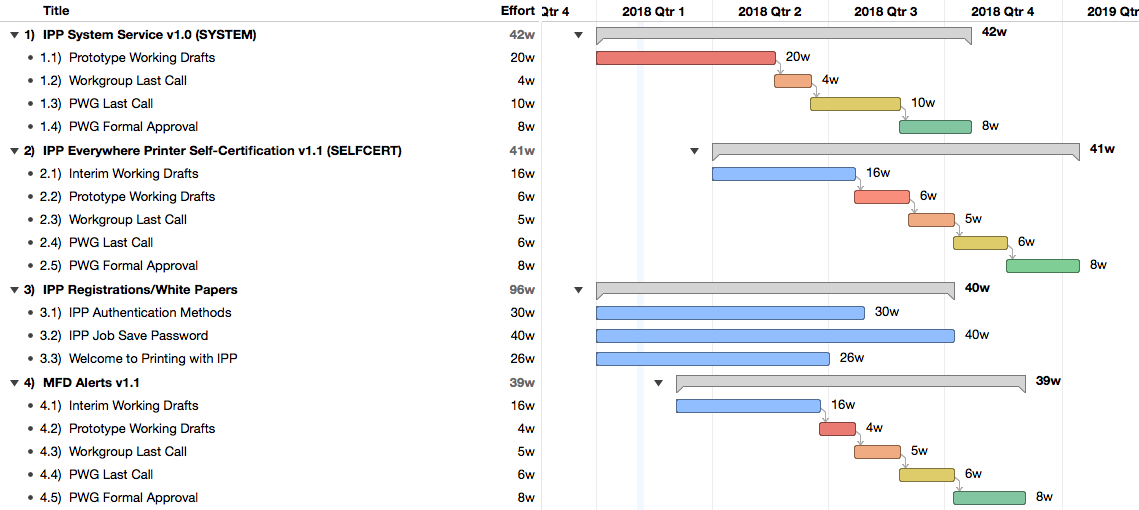 Title Effort Qtr 4 2018 Qtr 1 2018 Qtr 2 2018 Qtr 3 2018 Qtr 4 2019 Qtr
1) IPP System Service v1.0 (SYSTEM) 42w 42w
1.1) Prototype Working Drafts 20w 20w
1.2) Workgroup Last Call 4w 4w
1.3) PWG Last Call 10w 10w
1.4) PWG Formal Approval 8w 8w
2) IPP Everywhere Printer Self-Certification v1.1 (SELFCERT) 41w 41w
2.1) Interim Working Drafts 16w 16w
2.2) Prototype Working Drafts 6w 6w
2.3) Workgroup Last Call 5w 5w
2.4) PWG Last Call 6w 6w
2.5) PWG Formal Approval 8w 8w
3) IPP Registrations/White Papers 96w 40w
3.1) IPP Authentication Methods 30w 30w
3.2) IPP Job Save Password 40w 40w
3.3) Welcome to Printing with IPP 26w 26w
4) MFD Alerts v1.1 39w 39w
4.1) Interim Working Drafts 16w 16w
4.2) Prototype Working Drafts 4w 4w
4.3) Workgroup Last Call 5w 5w
4.4) PWG Last Call 6w 6w
4.5) PWG Formal Approval 8w 8w